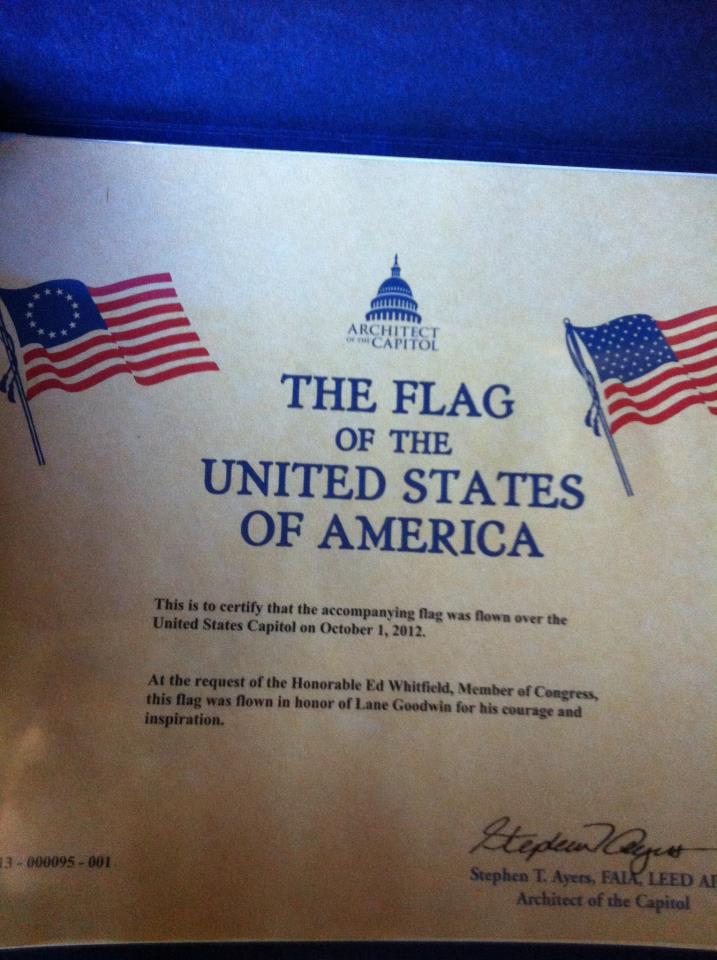 ARCHITECT
OF THE CAPITOL
THE FLAG
OF THE
UNITED STATES
OF AMERICA
This is to certify that the accompanying flag was flown over the
United States Capitol on October 1, 2012.
At the request of the Honorable Ed Whitfield, Member of Congress,
this flag was flown in honor of Lane Goodwin for his courage and
inspiration.
13 - 000095 - 001
Stephen T. Ayers
Stephen T. Ayers, FAIA, LEED AP
Architect of the Capitol